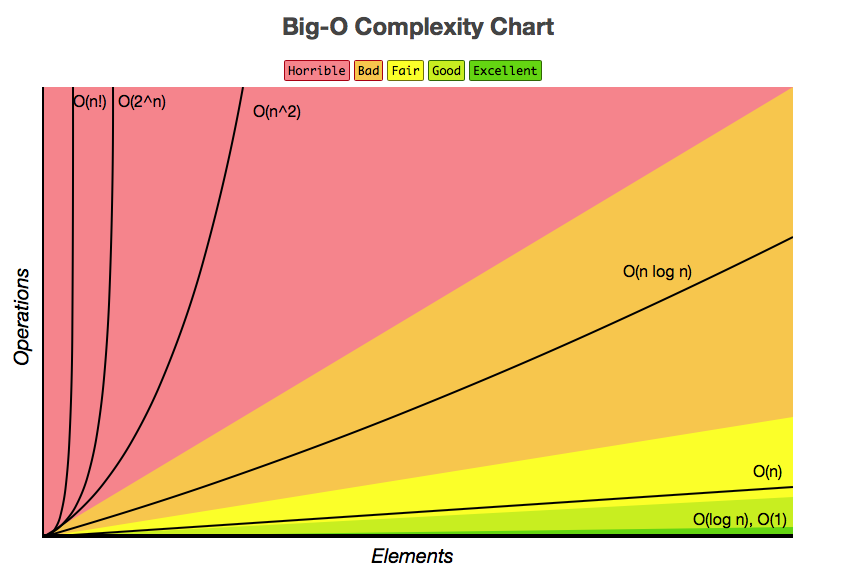 Big-O Complexity Chart
Horrible Bad Fair Good Excellent
O(n!) O(2^n)
O(n^2)
O(n log n)
Operations
O(n)
O(log n), O(1)
Elements